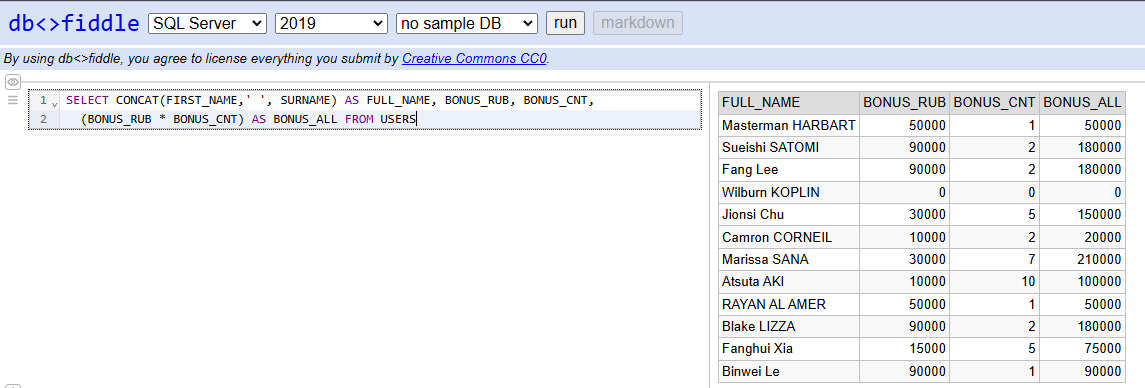 db<>fiddle SQL Server 2019 no sample DB run markdown
By using db<>fiddle, you agree to license everything you submit by Creative Commons CC0.
1 SELECT CONCAT(FIRST_NAME,' ', SURNAME) AS FULL_NAME, BONUS_RUB, BONUS_CNT,
2 (BONUS_RUB * BONUS_CNT) AS BONUS_ALL FROM USERS
FULL_NAME BONUS_RUB BONUS_CNT BONUS_ALL
Masterman HARBART 50000 1 50000
Sueishi SATOMI 90000 2 180000
Fang Lee 90000 2 180000
Wilburn KOPLIN 0 0 0
Jionsi Chu 30000 5 150000
Camron CORNEIL 10000 2 20000
Marissa SANA 30000 7 210000
Atsuta AKI 10000 10 100000
RAYAN AL AMER 50000 1 50000
Blake LIZZA 90000 2 180000
Fanghui Xia 15000 5 75000
Binwei Le 90000 1 90000